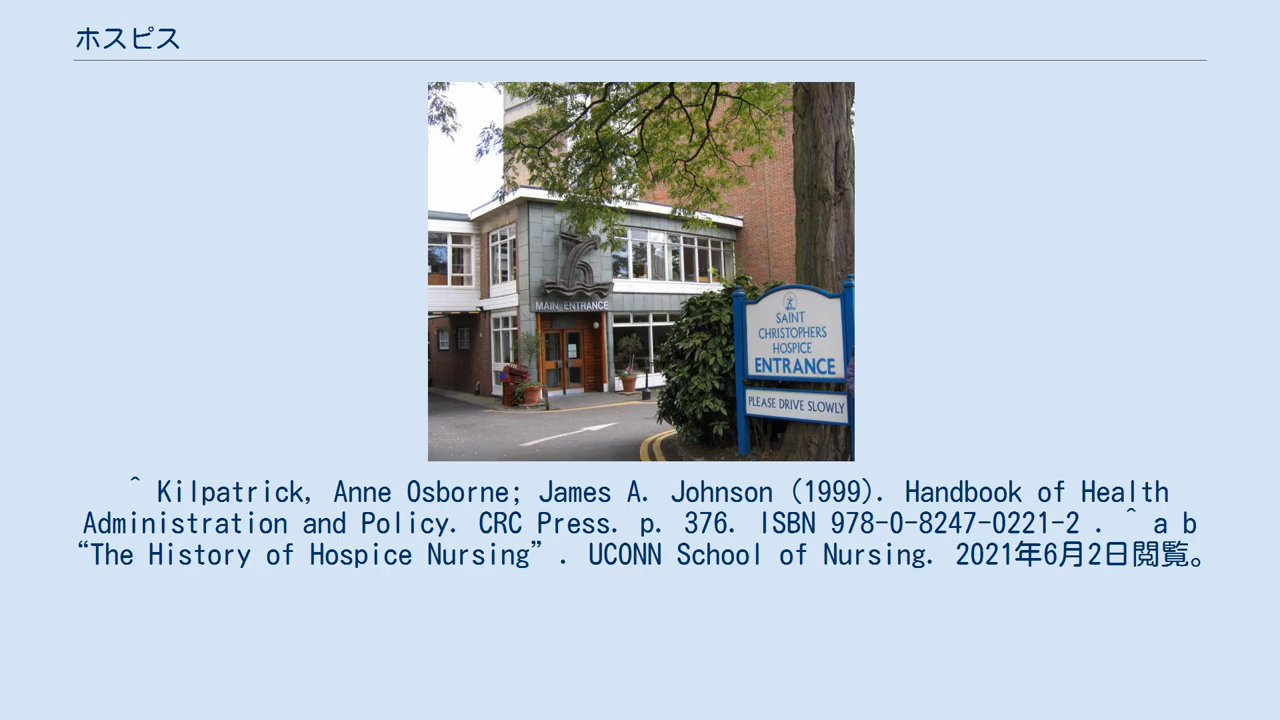 ホスピス
MAIN ENTRANCE
SAINT
CHRISTOPHERS
HOSPICE
ENTRANCE
PLEASE DRIVE SLOWLY
^ Kilpatrick, Anne Osborne; James A. Johnson (1999). Handbook of Health
Administration and Policy. CRC Press. p. 376. ISBN 978-0-8247-0221-2 . ^ a b
“The History of Hospice Nursing”. UCONN School of Nursing. 2021年6月2日閲覧。